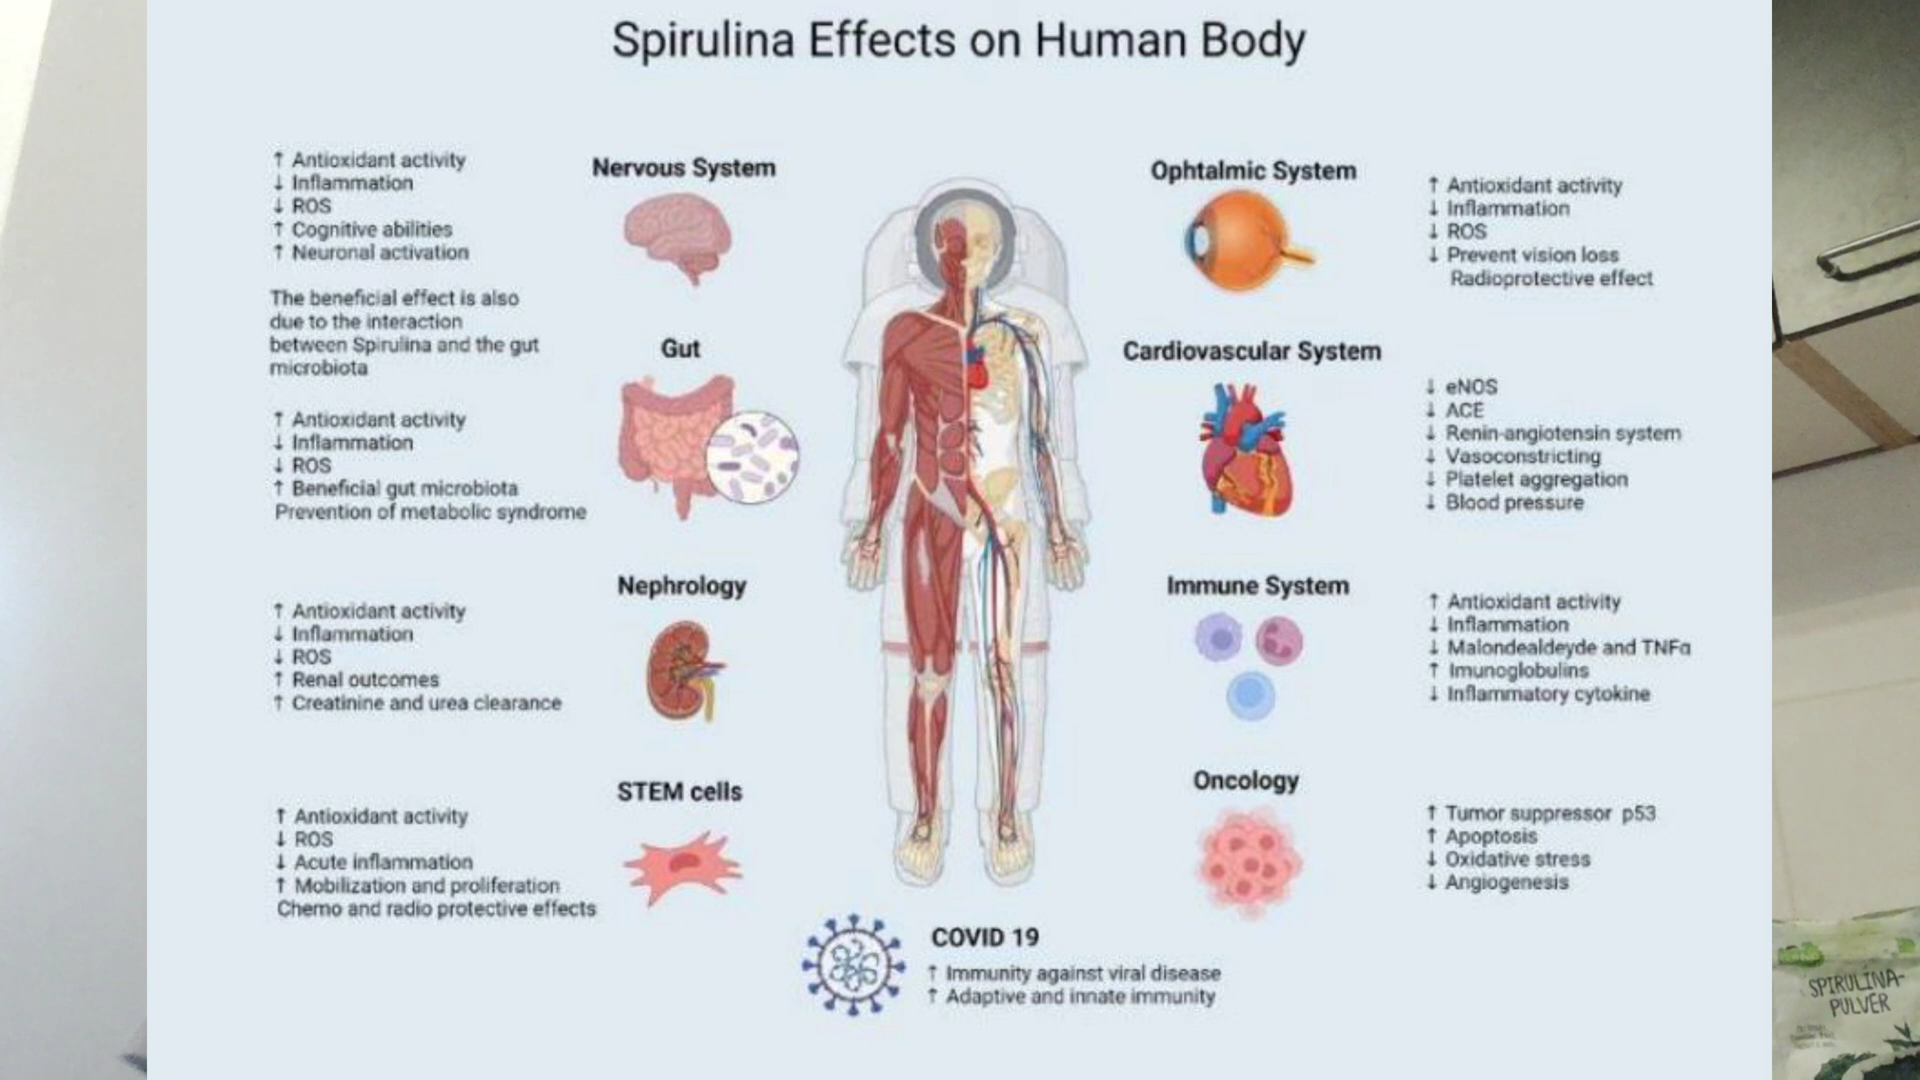 Spirulina Effects on Human Body
Nervous System
↑ Antioxidant activity
↓ Inflammation
↓ ROS
↑ Cognitive abilities
↑ Neuronal activation
The beneficial effect is also
due to the interaction
between Spirulina and the gut
microbiota
Gut
↑ Antioxidant activity
↓ Inflammation
↓ ROS
↑ Beneficial gut microbiota
Prevention of metabolic syndrome
Nephrology
↑ Antioxidant activity
↓ Inflammation
↓ ROS
↑ Renal outcomes
↑ Creatinine and urea clearance
STEM cells
↑ Antioxidant activity
↓ ROS
↓ Acute inflammation
↑ Mobilization and proliferation
Chemo and radio protective effects
Ophtalmic System
↑ Antioxidant activity
↓ Inflammation
↓ ROS
↓ Prevent vision loss
Radioprotective effect
Cardiovascular System
↓ eNOS
↓ ACE
↓ Renin-angiotensin system
↓ Vasoconstricting
↓ Platelet aggregation
↓ Blood pressure
Immune System
↑ Antioxidant activity
↓ Inflammation
↓ Malondealdeyde and TNFα
↑ Imunoglobulins
↓ Inflammatory cytokine
Oncology
↑ Tumor suppressor p53
↑ Apoptosis
↓ Oxidative stress
↓ Angiogenesis
COVID 19
↑ Immunity against viral disease
↑ Adaptive and innate immunity
SPIRULINA-
PULVER